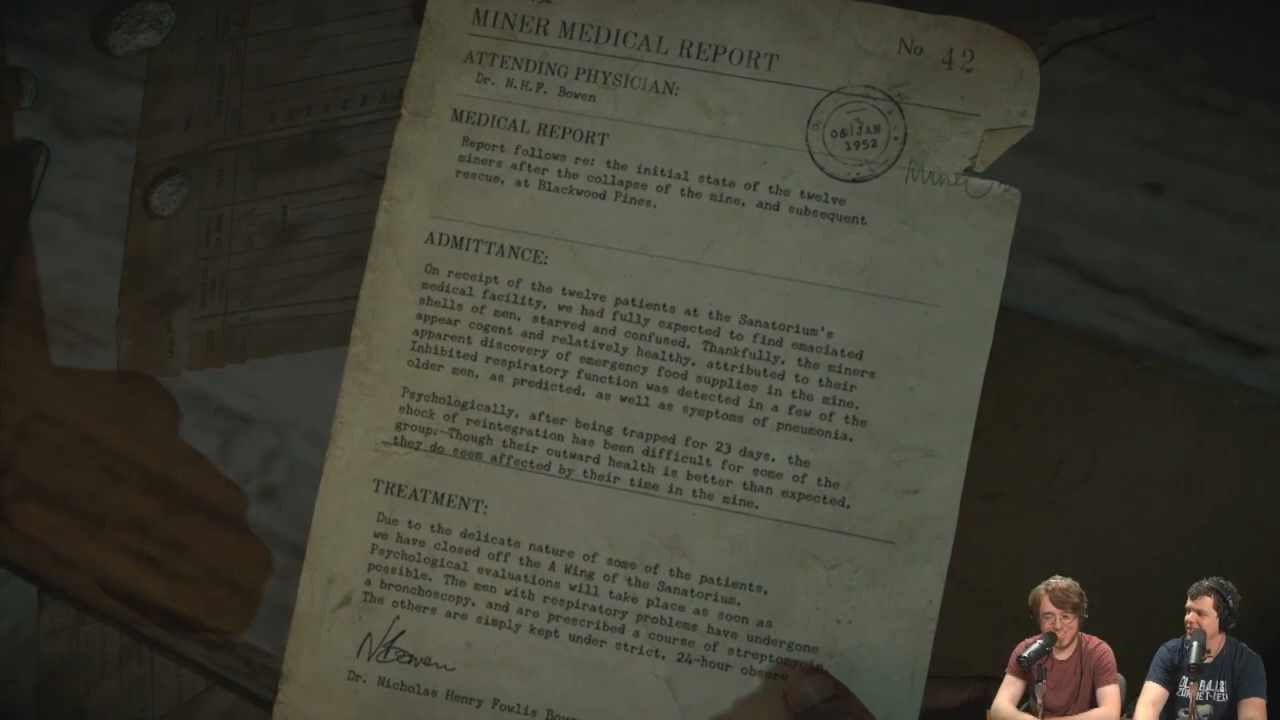 MINER MEDICAL REPORT
No 42
ATTENDING PHYSICIAN:
Dr. N.H.F. Bowen
05 JAN
1952
MEDICAL REPORT
Report follows re: the initial state of the twelve
miners after the collapse of the mine, and subsequent
rescue, at Blackwood Pines.
Miner
ADMITTANCE:
On receipt of the twelve patients at the Sanatorium's
medical facility, we had fully expected to find emaciated
shells of men, starved and confused. Thankfully, the miners
appear cogent and relatively healthy, attributed to their
apparent discovery of emergency food supplies in the mine.
Inhibited respiratory function was detected in a few of the
older men, as predicted, as well as symptoms of pneumonia.
Psychologically, after being trapped for 23 days, the
shock of reintegration has been difficult for some of the
group. Though their outward health is better than expected,
they do seem affected by their time in the mine.
TREATMENT:
Due to the delicate nature of some of the patients,
we have closed off the A Wing of the Sanatorium.
Psychological evaluations will take place as soon as
possible. The men with respiratory problems have undergone
a bronchoscopy, and are prescribed a course of streptomycin
The others are simply kept under strict, 24-hour observ
NBowen
Dr. Nicholas Henry Fowlis Bowen